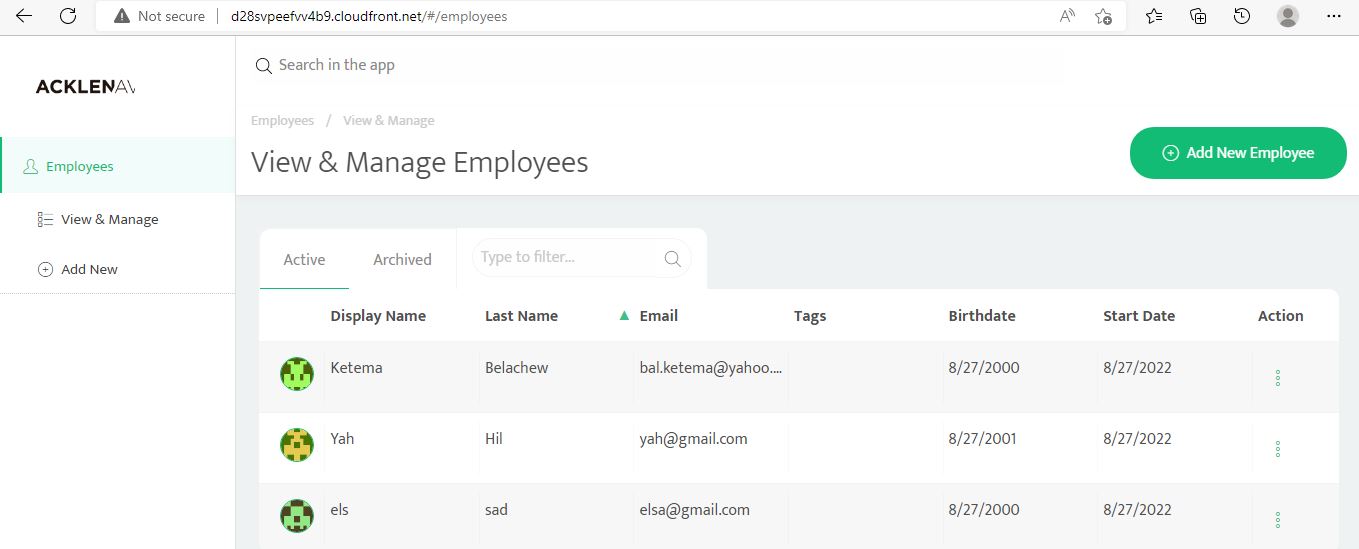 Not secure | d28svpeefvv4b9.cloudfront.net/#/employees
ACKLENAV
Search in the app
Employees / View & Manage
View & Manage Employees
Add New Employee
Employees
View & Manage
Add New
Active Archived Type to filter...
Display Name Last Name Email Tags Birthdate Start Date Action
Ketema Belachew bal.ketema@yahoo.... 8/27/2000 8/27/2022
Yah Hil yah@gmail.com 8/27/2001 8/27/2022
els sad elsa@gmail.com 8/27/2000 8/27/2022